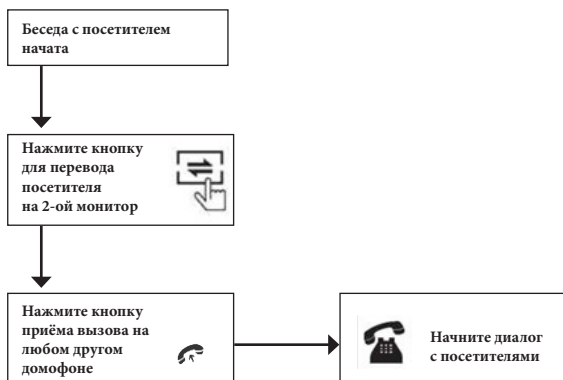 Беседа с посетителем
начата
Нажмите кнопку
для перевода
посетителя
на 2-ой монитор
Нажмите кнопку
приёма вызова на
любом другом
домофоне
Начните диалог
с посетителями